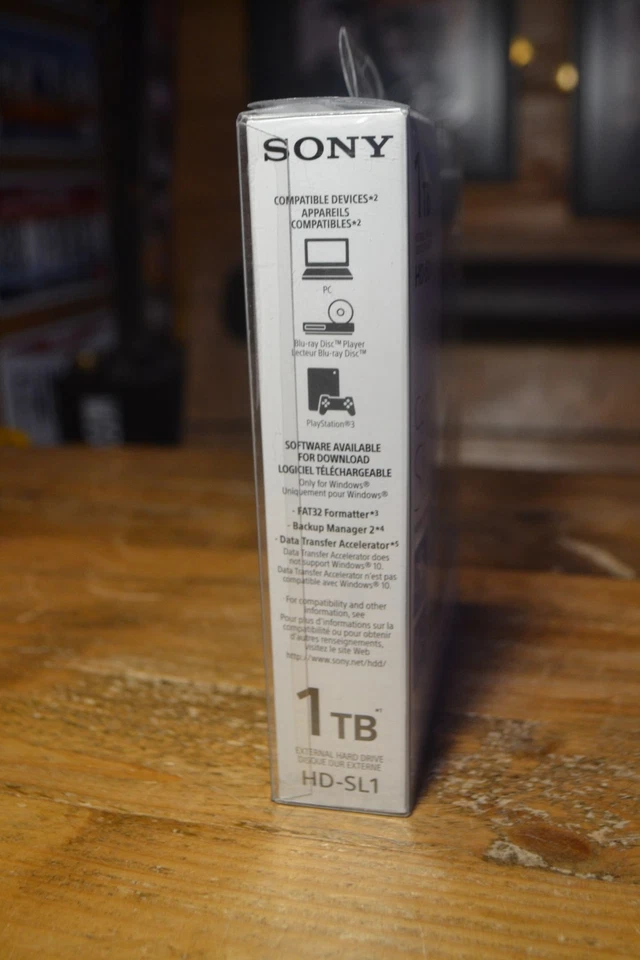 SONY
COMPATIBLE DEVICES*2
APPAREILS
COMPATIBLES*2
PC
Blu-ray Disc™ Player
Lecteur Blu-ray Disc™
PlayStation®3
SOFTWARE AVAILABLE
FOR DOWNLOAD
LOGICIEL TÉLÉCHARGEABLE
Only for Windows®
Uniquement pour Windows®
- FAT32 Formatter*3
- Backup Manager 2*4
- Data Transfer Accelerator*5
Data Transfer Accelerator does
not support Windows® 10.
Data Transfer Accelerator n'est pas
compatible avec Windows® 10.
For compatibility and other
information, see
Pour plus d'informations sur la
compatibilité ou pour obtenir
d'autres renseignements,
visitez le site Web
http://www.sony.net/hdd/
1 TB*1
EXTERNAL HARD DRIVE
DISQUE DUR EXTERNE
HD-SL1